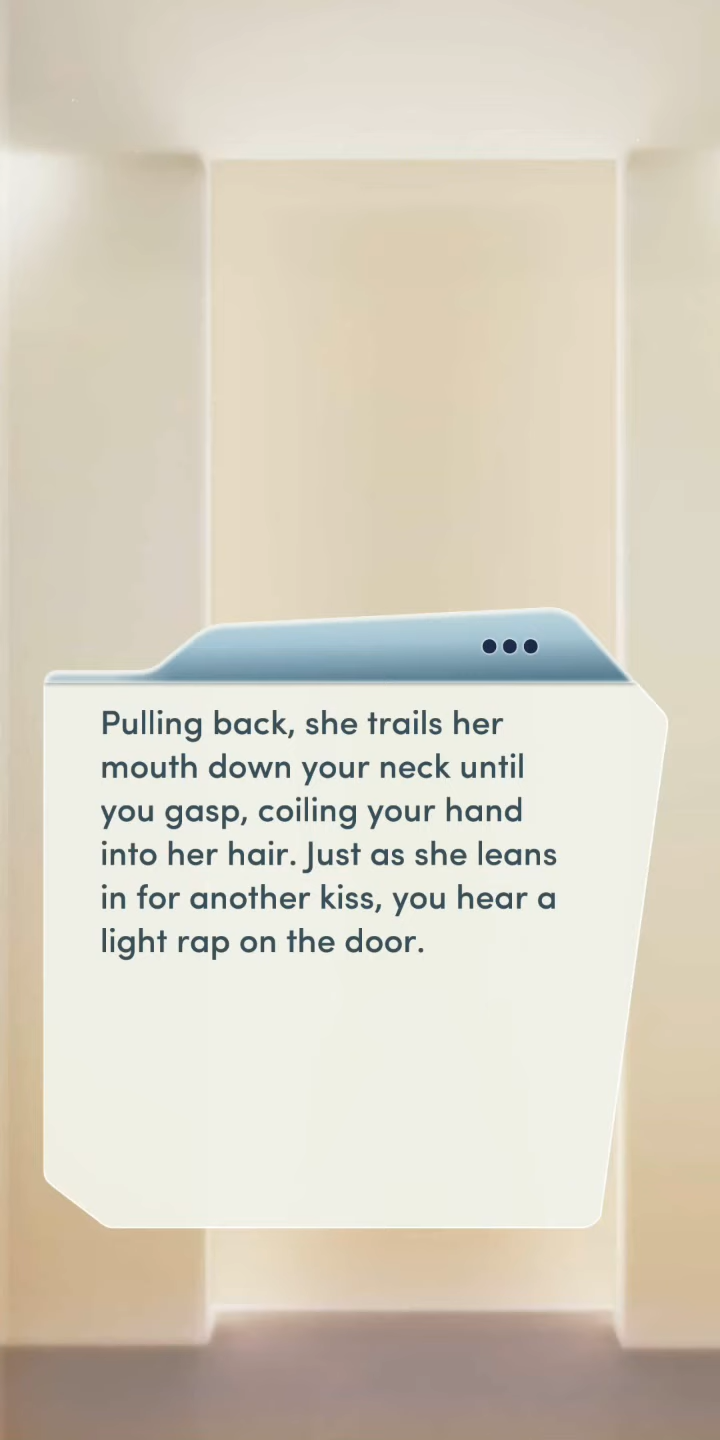 Pulling back, she trails her
mouth down your neck until
you gasp, coiling your hand
into her hair. Just as she leans
in for another kiss, you hear a
light rap on the door.